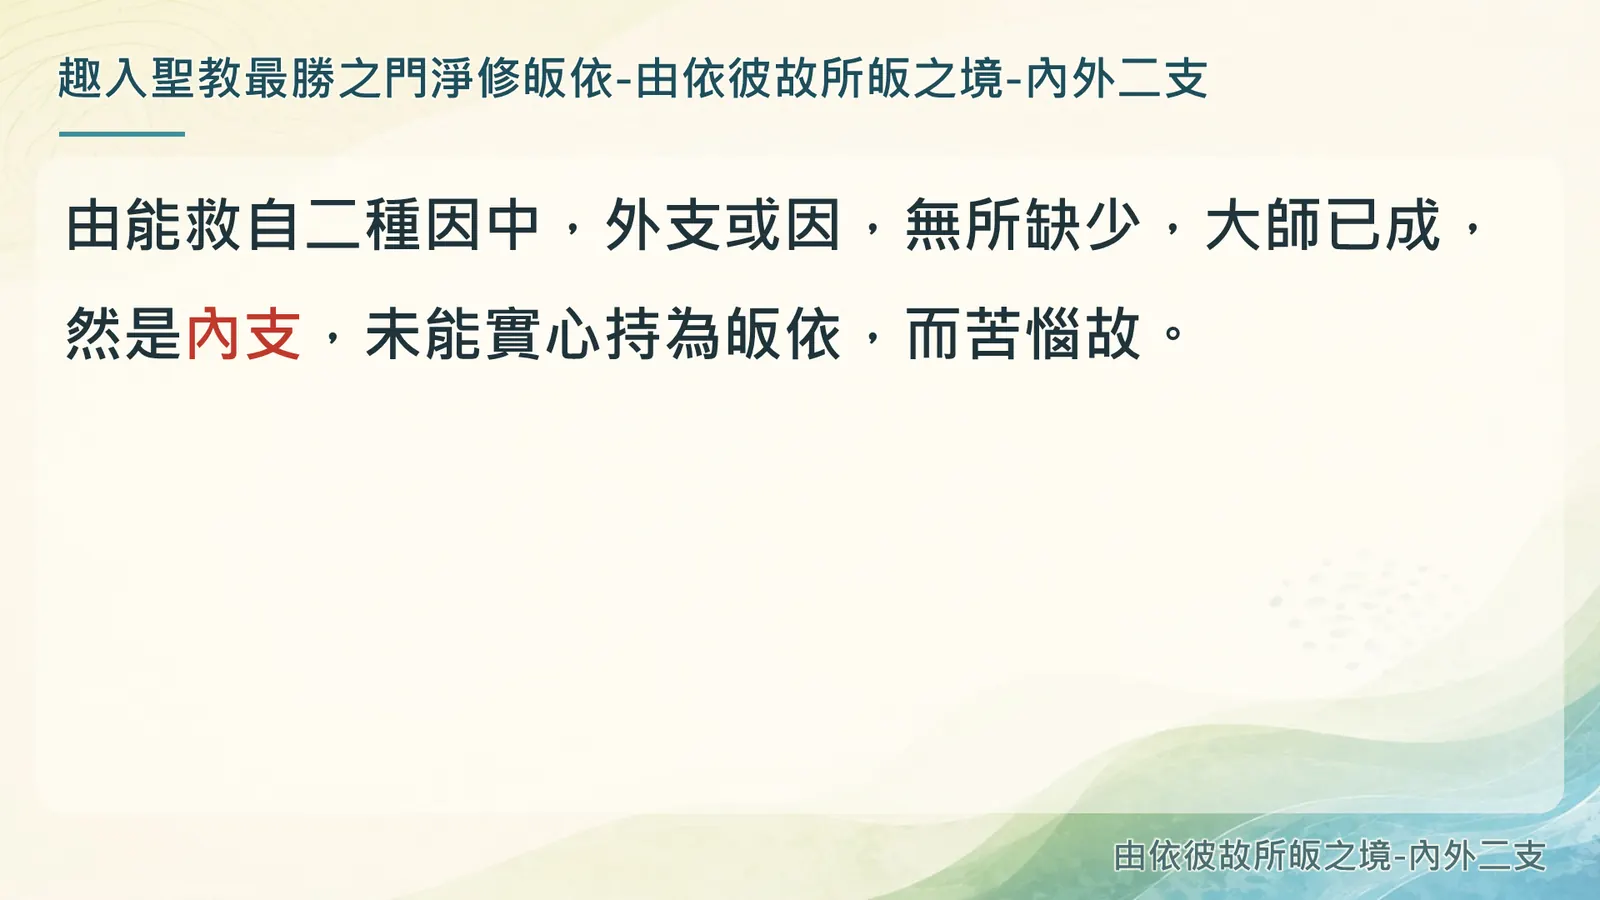 趣入聖教最勝之門淨修皈依-由依彼故所皈之境-內外二支
由能救自二種因中，外支或因，無所缺少，大師已成，
然是內支，未能實心持為皈依，而苦惱故。
由依彼故所皈之境-內外二支